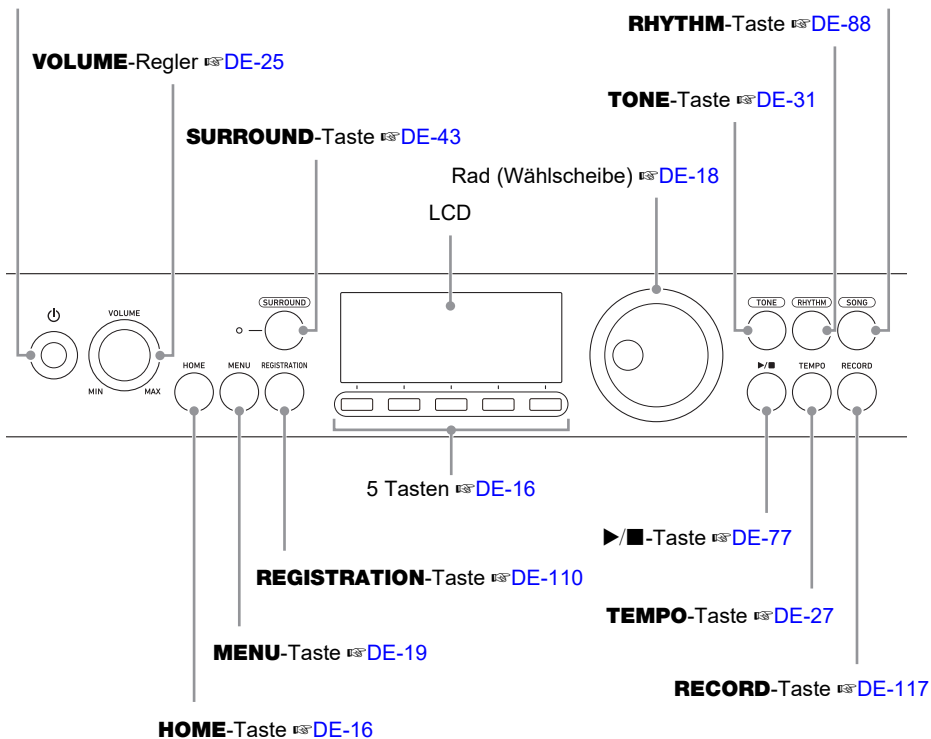 RHYTHM-Taste ☞DE-88
VOLUME-Regler ☞DE-25
TONE-Taste ☞DE-31
SURROUND-Taste ☞DE-43
Rad (Wählscheibe) ☞DE-18
LCD
SURROUND
TONE
RHYTHM
SONG
VOLUME
MIN
MAX
HOME
MENU
REGISTRATION
▶/■
TEMPO
RECORD
5 Tasten ☞DE-16
▶/■-Taste ☞DE-77
REGISTRATION-Taste ☞DE-110
TEMPO-Taste ☞DE-27
MENU-Taste ☞DE-19
RECORD-Taste ☞DE-117
HOME-Taste ☞DE-16